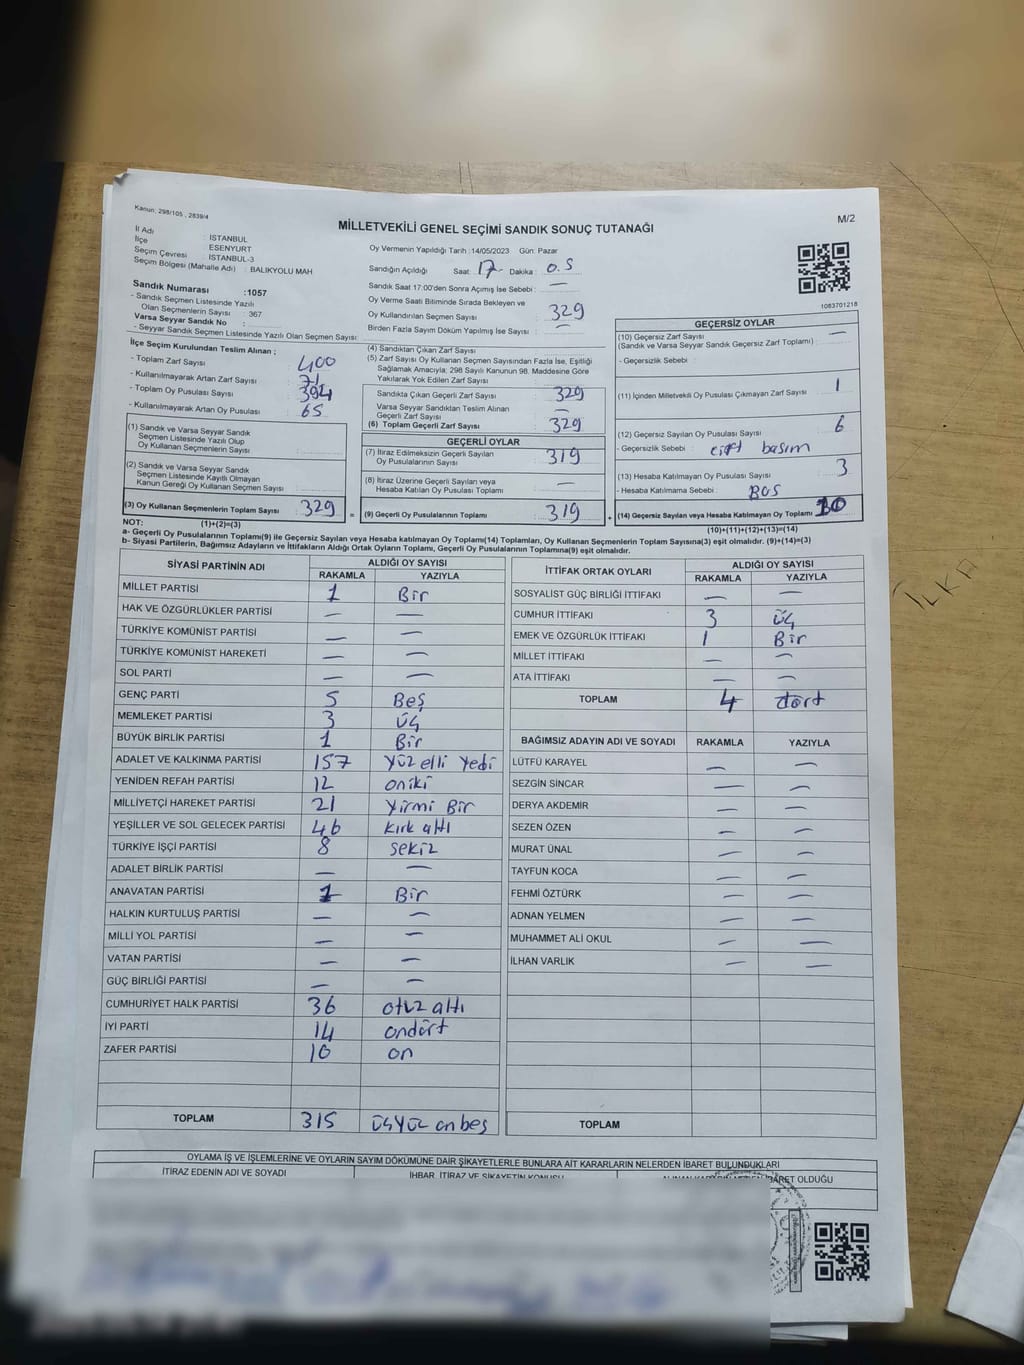 Kanun, 298/105 , 2839/4
MİLLETVEKİLİ GENEL SEÇİMİ SANDIK SONUÇ TUTANAĞI
M/2
İl Adı : İSTANBUL
İlçe : ESENYURT
Seçim Çevresi : İSTANBUL-3
Seçim Bölgesi (Mahalle Adı) : BALIKYOLU MAH
Sandık Numarası :1057
- Sandık Seçmen Listesinde Yazılı
Olan Seçmenlerin Sayısı : 367
Varsa Seyyar Sandık No :
- Seyyar Sandık Seçmen Listesinde Yazılı Olan Seçmen Sayısı:
Oy Vermenin Yapıldığı Tarih :14/05/2023 Gün: Pazar
Sandığın Açıldığı Saat : 17 Dakika : 05
Sandık Saat 17:00'den Sonra Açımış İse Sebebi : —
Oy Verme Saati Bitiminde Sırada Bekleyen ve
Oy Kullandırılan Seçmen Sayısı : 329
Birden Fazla Sayım Döküm Yapılmış İse Sayısı : —
1083701218
İlçe Seçim Kurulundan Teslim Alınan ;
- Toplam Zarf Sayısı : 400
- Kullanılmayarak Artan Zarf Sayısı : 71
- Toplam Oy Pusulası Sayısı : 394
- Kullanılmayarak Artan Oy Pusulası : 65
(1) Sandık ve Varsa Seyyar Sandık
Seçmen Listesinde Yazılı Olup
Oy Kullanan Seçmenlerin Sayısı :
(2) Sandık ve Varsa Seyyar Sandık
Seçmen Listesinde Kayıtlı Olmayan
Kanun Gereği Oy Kullanan Seçmen Sayısı :
(3) Oy Kullanan Seçmenlerin Toplam Sayısı : 329
(1)+(2)=(3)
(4) Sandıktan Çıkan Zarf Sayısı
(5) Zarf Sayısı Oy Kullanan Seçmen Sayısından Fazla İse, Eşitliği
Sağlamak Amacıyla; 298 Sayılı Kanunun 98. Maddesine Göre
Yakılarak Yok Edilen Zarf Sayısı :
Sandıkta Çıkan Geçerli Zarf Sayısı : 329
Varsa Seyyar Sandıktan Teslim Alınan
Geçerli Zarf Sayısı : —
(6) Toplam Geçerli Zarf Sayısı : 329
GEÇERLİ OYLAR
(7) İtiraz Edilmeksizin Geçerli Sayılan
Oy Pusulalarının Sayısı : 319
(8) İtiraz Üzerine Geçerli Sayılan veya
Hesaba Katılan Oy Pusulası Toplamı : —
= (9) Geçerli Oy Pusulalarının Toplamı : 319
GEÇERSİZ OYLAR
(10) Geçersiz Zarf Sayısı
(Sandık ve Varsa Seyyar Sandık Geçersiz Zarf Toplamı) : —
- Geçersizlik Sebebi :
(11) İçinden Milletvekili Oy Pusulası Çıkmayan Zarf Sayısı : 1
(12) Geçersiz Sayılan Oy Pusulası Sayısı : 6
- Geçersizlik Sebebi : çift basım
(13) Hesaba Katılmayan Oy Pusulası Sayısı : 3
- Hesaba Katılmama Sebebi : BOS
+ (14) Geçersiz Sayılan veya Hesaba Katılmayan Oy Toplamı : 10
(10)+(11)+(12)+(13)=(14)
NOT:
a- Geçerli Oy Pusulalarının Toplamı(9) ile Geçersiz Sayılan veya Hesaba Katılmayan Oy Toplamı(14) Toplamları, Oy Kullanan Seçmenlerin Toplam Sayısına(3) eşit olmalıdır. (9)+(14)=(3)
b- Siyasi Partilerin, Bağımsız Adayların ve İttifakların Aldığı Ortak Oyların Toplamı, Geçerli Oy Pusulalarının Toplamına(9) eşit olmalıdır.
SİYASİ PARTİNİN ADI ALDIĞI OY SAYISI
RAKAMLA YAZIYLA
MİLLET PARTİSİ 1 Bir
HAK VE ÖZGÜRLÜKLER PARTİSİ — —
TÜRKİYE KOMÜNİST PARTİSİ — —
TÜRKİYE KOMÜNİST HAREKETİ — —
SOL PARTİ — —
GENÇ PARTİ 5 Beş
MEMLEKET PARTİSİ 3 üç
BÜYÜK BİRLİK PARTİSİ 1 Bir
ADALET VE KALKINMA PARTİSİ 157 yüz elli yedi
YENİDEN REFAH PARTİSİ 12 oniki
MİLLİYETÇİ HAREKET PARTİSİ 21 yirmi Bir
YEŞİLLER VE SOL GELECEK PARTİSİ 46 kırk altı
TÜRKİYE İŞÇİ PARTİSİ 8 sekiz
ADALET BİRLİK PARTİSİ — —
ANAVATAN PARTİSİ 1 Bir
HALKIN KURTULUŞ PARTİSİ — —
MİLLİ YOL PARTİSİ — —
VATAN PARTİSİ — —
GÜÇ BİRLİĞİ PARTİSİ — —
CUMHURİYET HALK PARTİSİ 36 otuz altı
İYİ PARTİ 14 ondört
ZAFER PARTİSİ 10 on
TOPLAM 315 üçyüz onbeş
İTTİFAK ORTAK OYLARI ALDIĞI OY SAYISI
RAKAMLA YAZIYLA
SOSYALİST GÜÇ BİRLİĞİ İTTİFAKI — —
CUMHUR İTTİFAKI 3 üç
EMEK VE ÖZGÜRLÜK İTTİFAKI 1 Bir
MİLLET İTTİFAKI — —
ATA İTTİFAKI — —
TOPLAM 4 dört
BAĞIMSIZ ADAYIN ADI VE SOYADI RAKAMLA YAZIYLA
LÜTFÜ KARAYEL — —
SEZGİN SİNCAR — —
DERYA AKDEMİR — —
SEZEN ÖZEN — —
MURAT ÜNAL — —
TAYFUN KOCA — —
FEHMİ ÖZTÜRK — —
ADNAN YELMEN — —
MUHAMMET ALİ OKUL — —
İLHAN VARLIK — —
TOPLAM
OYLAMA İŞ VE İŞLEMLERİNE VE OYLARIN SAYIM DÖKÜMÜNE DAİR ŞİKAYETLERLE BUNLARA AİT KARARLARIN NELERDEN İBARET BULUNDUKLARI
İTİRAZ EDENİN ADI VE SOYADI İHBAR, İTİRAZ VE ŞİKAYETİN KONUSU
İBARET OLDUĞU
İLKA